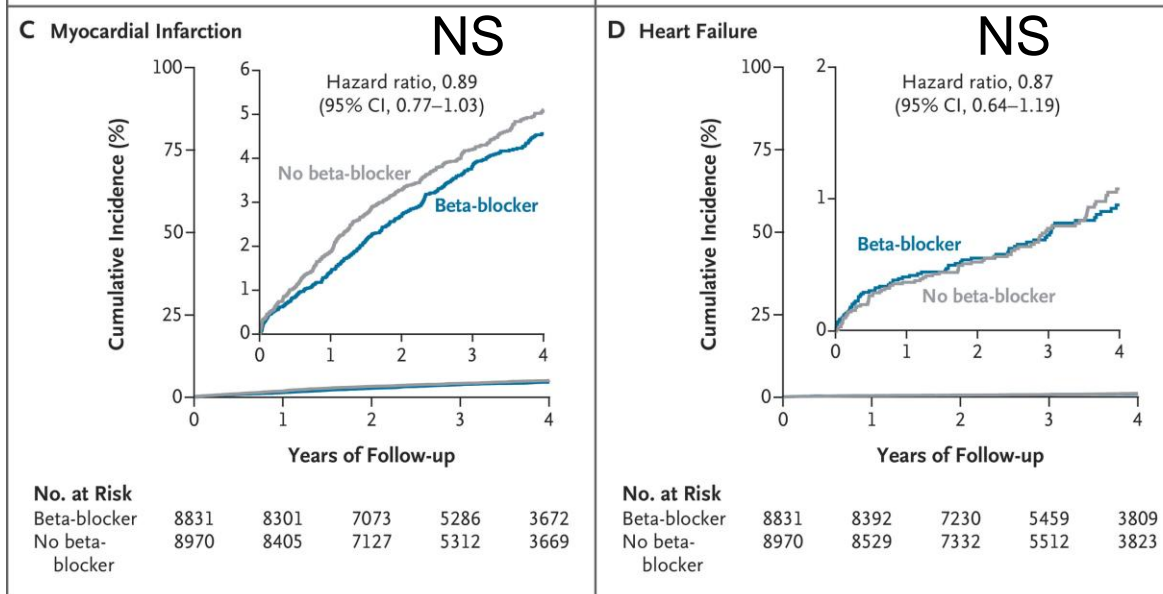 C Myocardial Infarction NS
100
75
50
25
0
Cumulative Incidence (%)
6
5
4
3
2
1
0
Hazard ratio, 0.89
(95% CI, 0.77–1.03)
No beta-blocker
Beta-blocker
0 1 2 3 4
0 1 2 3 4
Years of Follow-up
No. at Risk
Beta-blocker 8831 8301 7073 5286 3672
No beta- 8970 8405 7127 5312 3669
blocker
D Heart Failure NS
100
75
50
25
0
Cumulative Incidence (%)
2
1
0
Hazard ratio, 0.87
(95% CI, 0.64–1.19)
Beta-blocker
No beta-blocker
0 1 2 3 4
0 1 2 3 4
Years of Follow-up
No. at Risk
Beta-blocker 8831 8392 7230 5459 3809
No beta- 8970 8529 7332 5512 3823
blocker